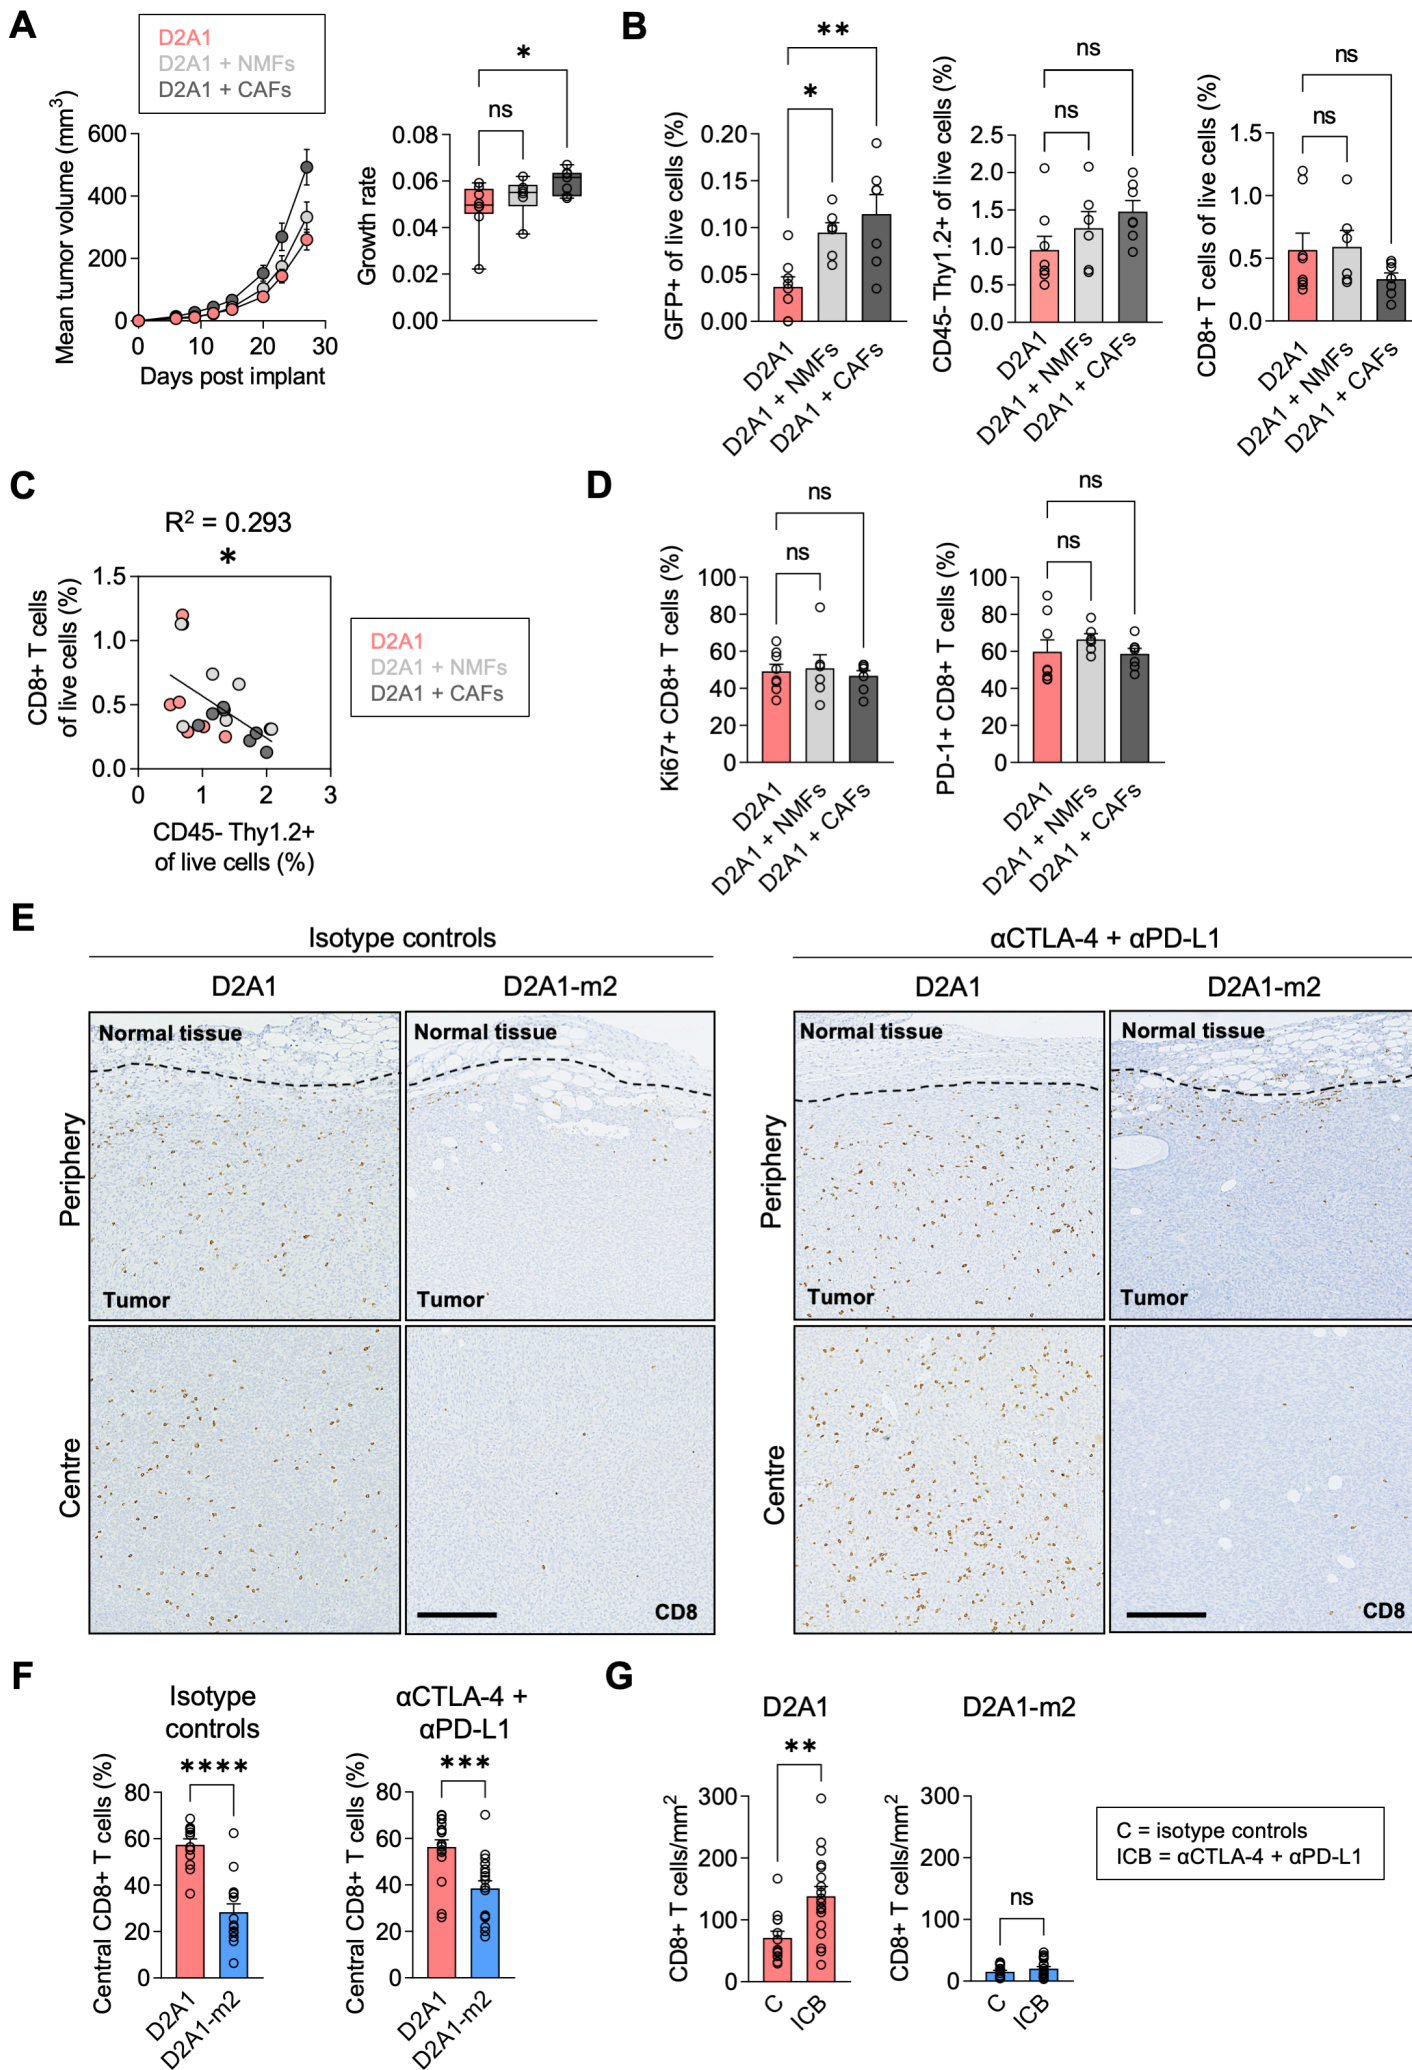 A
D2A1
D2A1 + NMFs
D2A1 + CAFs
Mean tumor volume (mm3)
600
400
200
0
0 10 20 30
Days post implant
*
ns
Growth rate
0.08
0.06
0.04
0.02
0.00
B
**
*
GFP+ of live cells (%)
0.20
0.15
0.10
0.05
0.00
D2A1
D2A1 + NMFs
D2A1 + CAFs
ns
ns
CD45- Thy1.2+ of live cells (%)
2.5
2.0
1.5
1.0
0.5
0.0
D2A1
D2A1 + NMFs
D2A1 + CAFs
ns
ns
CD8+ T cells of live cells (%)
1.5
1.0
0.5
0.0
D2A1
D2A1 + NMFs
D2A1 + CAFs
C
R2 = 0.293
*
CD8+ T cells
of live cells (%)
1.5
1.0
0.5
0.0
0 1 2 3
CD45- Thy1.2+
of live cells (%)
D2A1
D2A1 + NMFs
D2A1 + CAFs
D
ns
ns
Ki67+ CD8+ T cells (%)
100
80
60
40
20
0
D2A1
D2A1 + NMFs
D2A1 + CAFs
ns
ns
PD-1+ CD8+ T cells (%)
100
80
60
40
20
0
D2A1
D2A1 + NMFs
D2A1 + CAFs
E
Isotype controls
αCTLA-4 + αPD-L1
D2A1
D2A1-m2
D2A1
D2A1-m2
Periphery
Normal tissue
Tumor
Normal tissue
Tumor
Periphery
Normal tissue
Tumor
Normal tissue
Tumor
Centre
CD8
Centre
CD8
F
Isotype
controls
****
Central CD8+ T cells (%)
80
60
40
20
0
D2A1
D2A1-m2
αCTLA-4 +
αPD-L1
***
Central CD8+ T cells (%)
80
60
40
20
0
D2A1
D2A1-m2
G
D2A1
**
CD8+ T cells/mm2
300
200
100
0
C
ICB
D2A1-m2
ns
CD8+ T cells/mm2
300
200
100
0
C
ICB
C = isotype controls
ICB = αCTLA-4 + αPD-L1